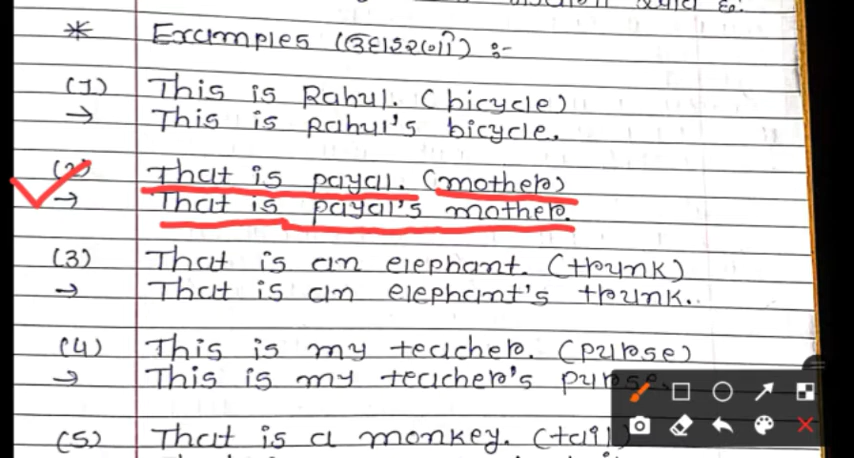 * Examples (ઉદાહરણો) :-
(1) This is Rahul. (bicycle)
→ This is Rahul's bicycle.
(2) That is payal. (mother)
→ That is payal's mother.
(3) That is an elephant. (trunk)
→ That is an elephant's trunk.
(4) This is my teacher. (purse)
→ This is my teacher's purse.
(5) That is a monkey. (tail)